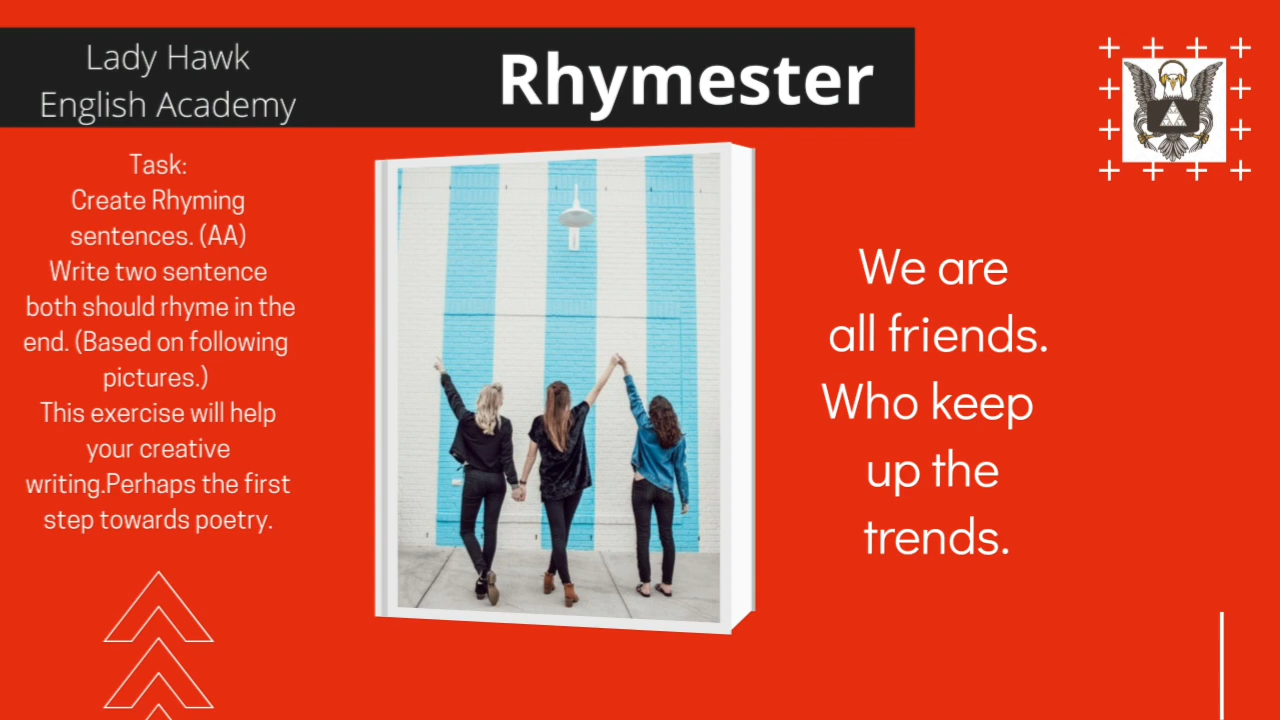 Lady Hawk
English Academy
Rhymester
Task:
Create Rhyming
sentences. (AA)
Write two sentence
both should rhyme in the
end. (Based on following
pictures.)
This exercise will help
your creative
writing.Perhaps the first
step towards poetry.
We are
all friends.
Who keep
up the
trends.